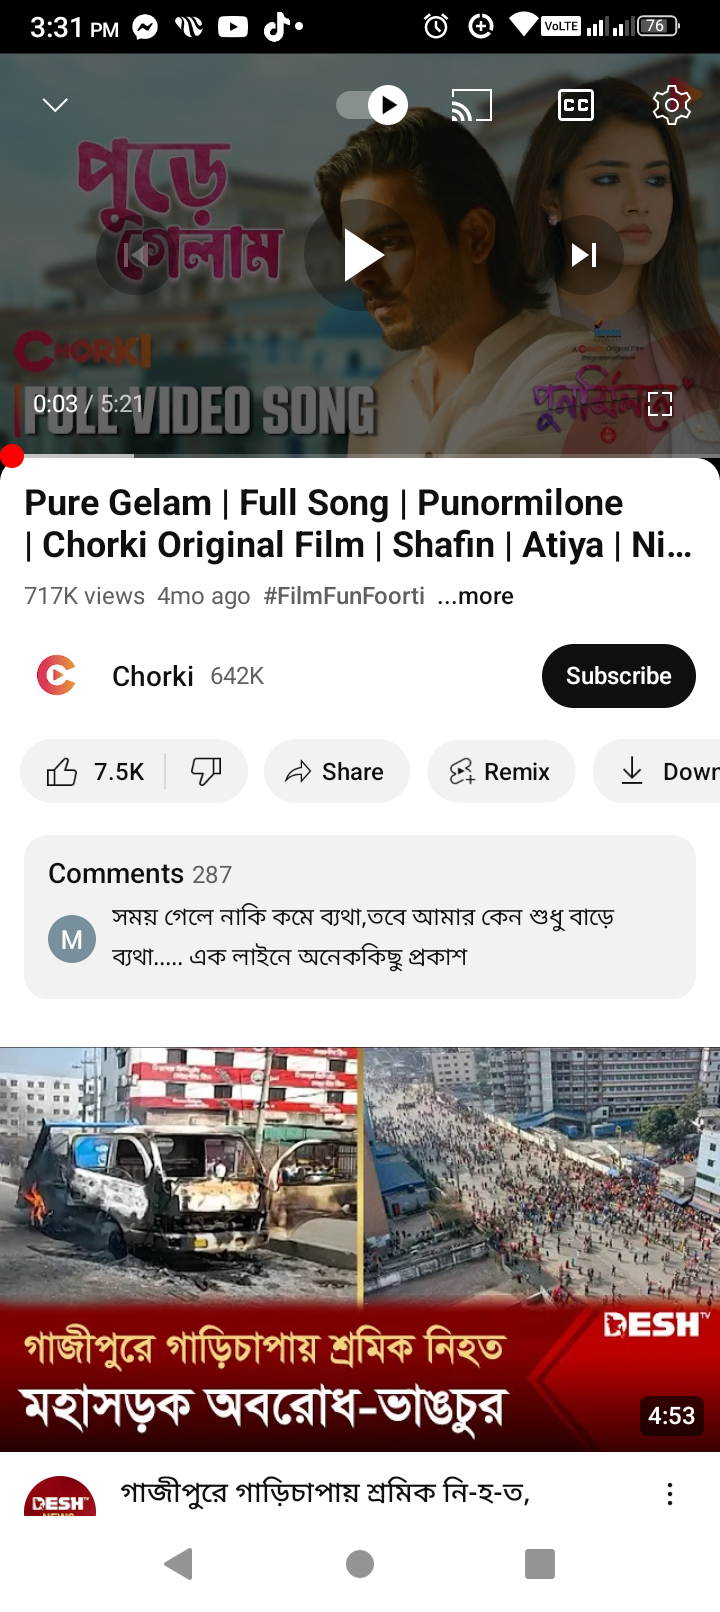 3:31 PM
VoLTE
76
CC
পুড়ে
গেলাম
CHORKI
FULL VIDEO SONG
পুনর্মিলনে
0:03 / 5:21
Pure Gelam | Full Song | Punormilone
| Chorki Original Film | Shafin | Atiya | Ni...
717K views 4mo ago #FilmFunFoorti ...more
Chorki 642K
Subscribe
7.5K
Share
Remix
Down
Comments 287
M
সময় গেলে নাকি কমে ব্যথা,তবে আমার কেন শুধু বাড়ে
ব্যথা..... এক লাইনে অনেককিছু প্রকাশ
DESH TV
গাজীপুরে গাড়িচাপায় শ্রমিক নিহত
মহাসড়ক অবরোধ-ভাঙচুর
4:53
DESH
NEWS
গাজীপুরে গাড়িচাপায় শ্রমিক নি-হ-ত,